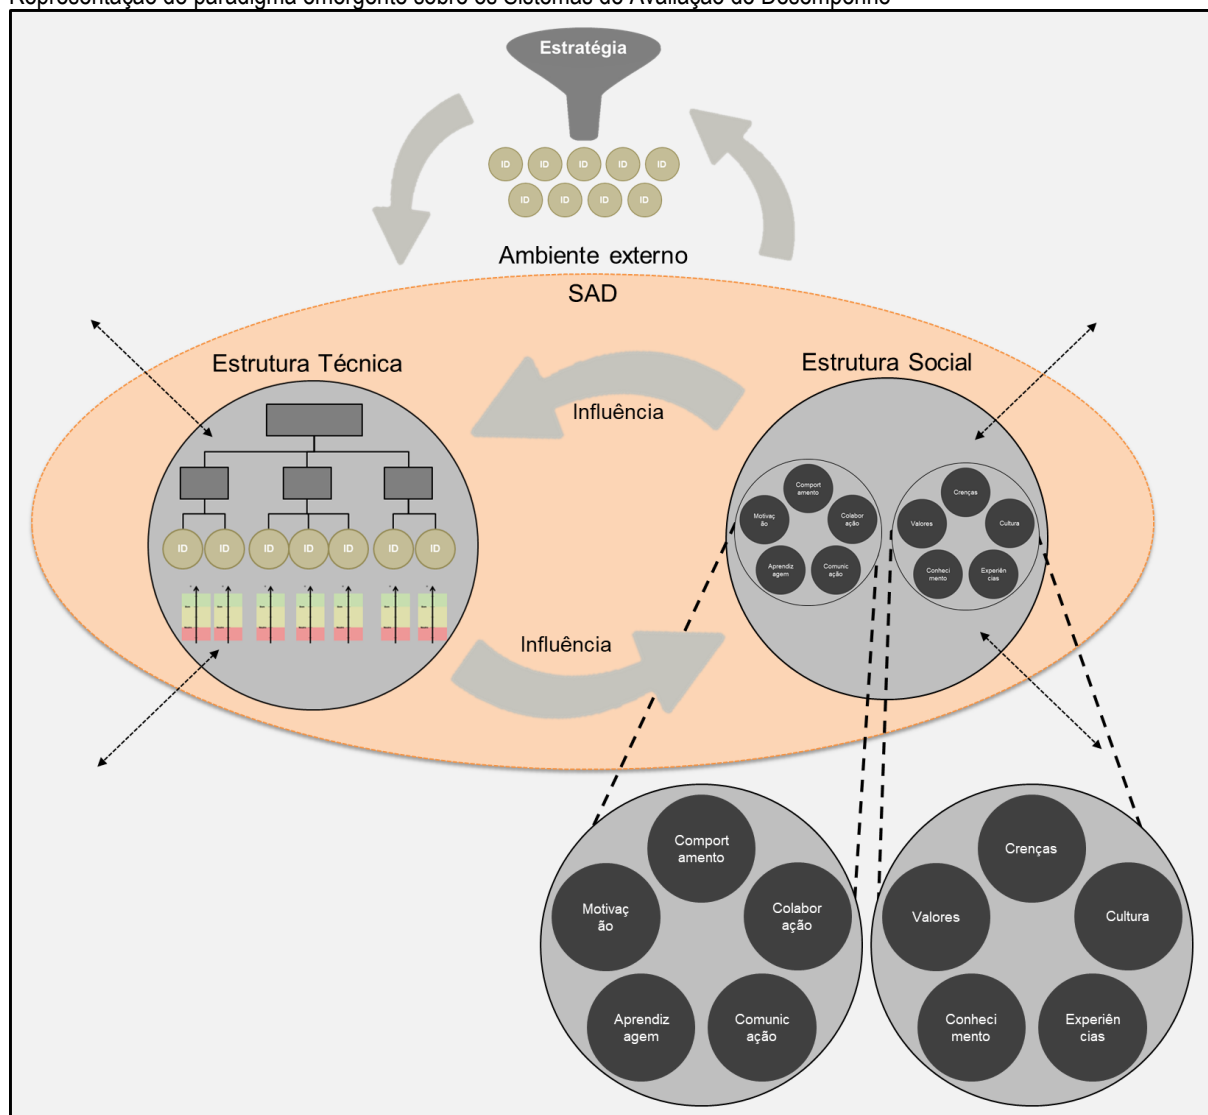 Representação do paradigma emergente sobre os Sistemas de Avaliação de Desempenho
Estratégia
ID ID ID ID ID
ID ID ID ID
Ambiente externo
SAD
Estrutura Técnica
Estrutura Social
Influência
ID ID ID ID ID ID ID
Comport
amento
Motivaç
ão
Colabor
ação
Aprendiz
agem
Comunic
ação
Crenças
Valores
Cultura
Conheci
mento
Experiên
cias
Influência
Comport
amento
Motivaç
ão
Colabor
ação
Aprendiz
agem
Comunic
ação
Crenças
Valores
Cultura
Conheci
mento
Experiên
cias